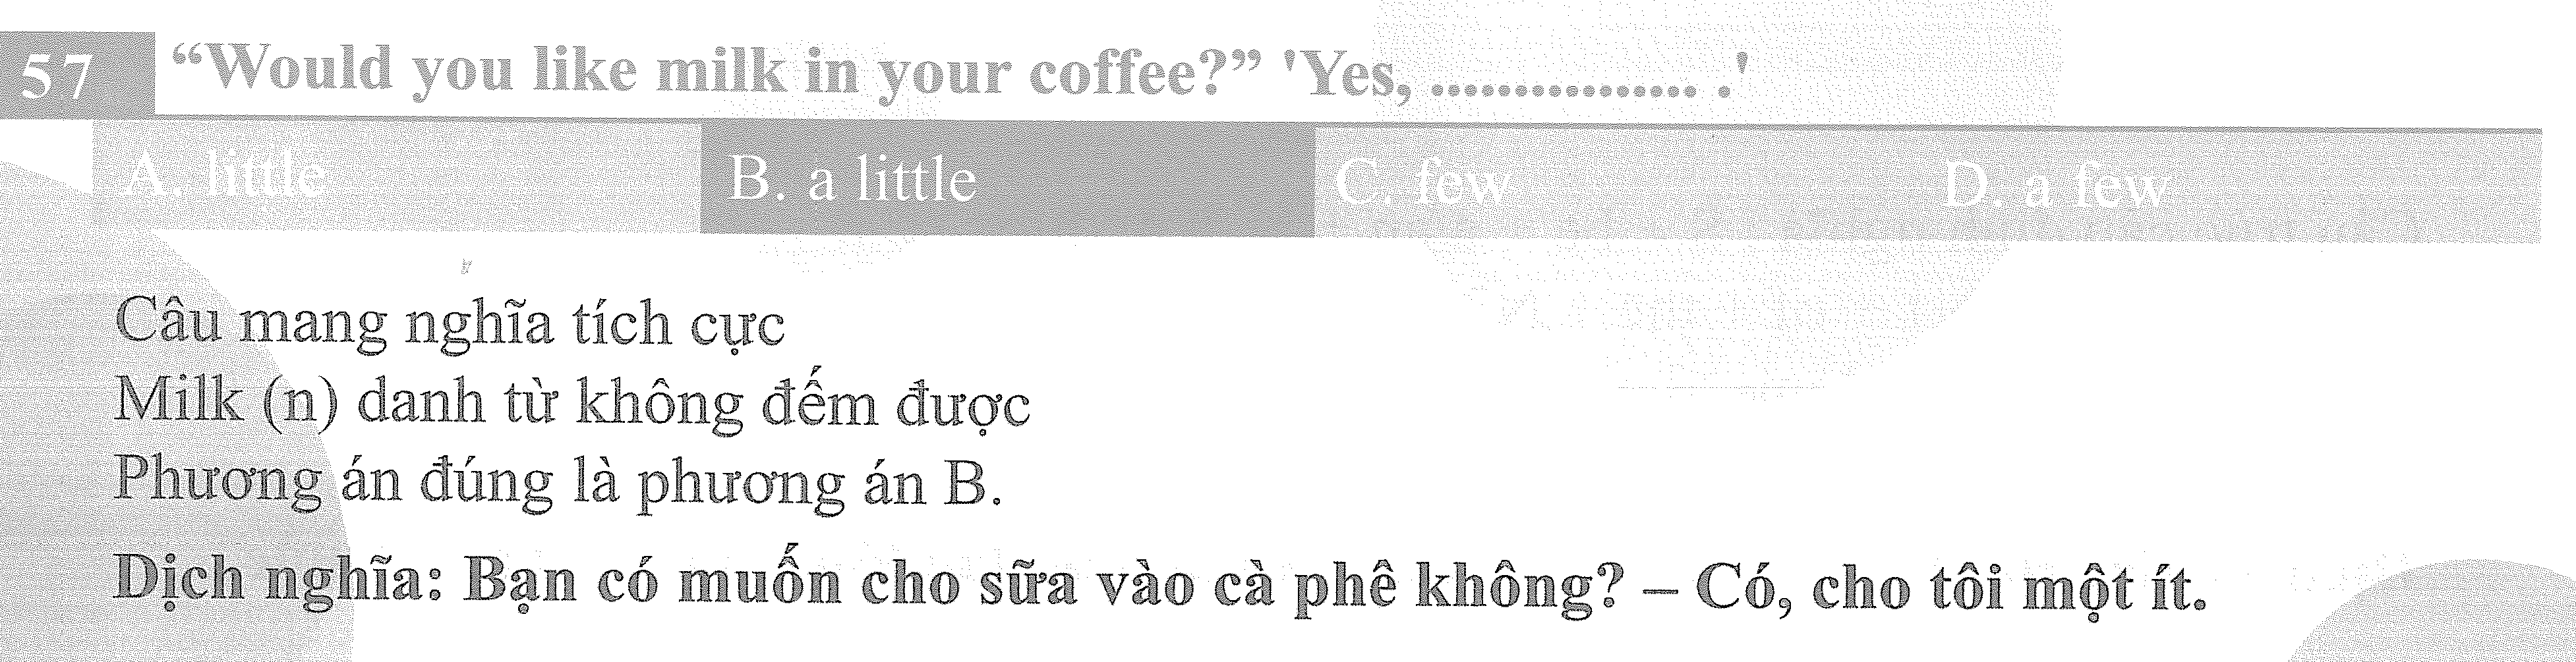 57 “Would you like milk in your coffee?” 'Yes, ................ .'
A. little B. a little C. few D. a few
Câu mang nghĩa tích cực
Milk (n) danh từ không đếm được
Phương án đúng là phương án B.
Dịch nghĩa: Bạn có muốn cho sữa vào cà phê không? – Có, cho tôi một ít.